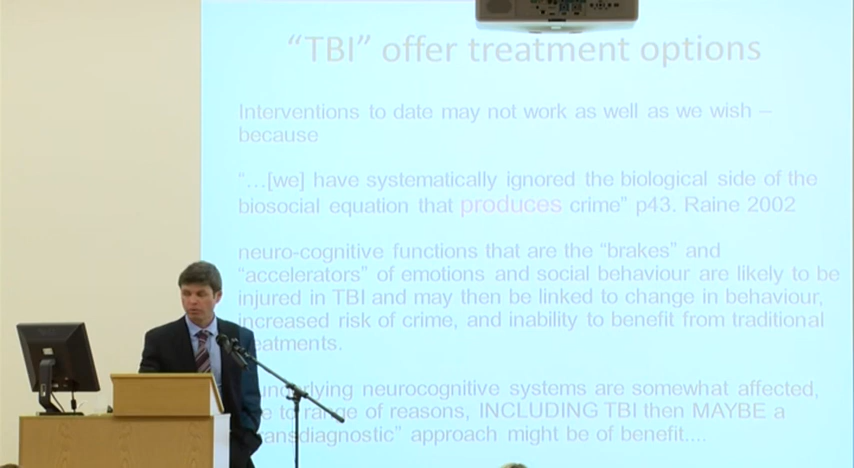 “TBI” offer treatment options
Interventions to date may not work as well as we wish –
because
“…[we] have systematically ignored the biological side of the
biosocial equation that produces crime” p43. Raine 2002
neuro-cognitive functions that are the “brakes” and
“accelerators” of emotions and social behaviour are likely to be
injured in TBI and may then be linked to change in behaviour,
increased risk of crime, and inability to benefit from traditional
treatments.
underlying neurocognitive systems are somewhat affected,
to range of reasons, INCLUDING TBI then MAYBE a
ansdiagnostic” approach might be of benefit....